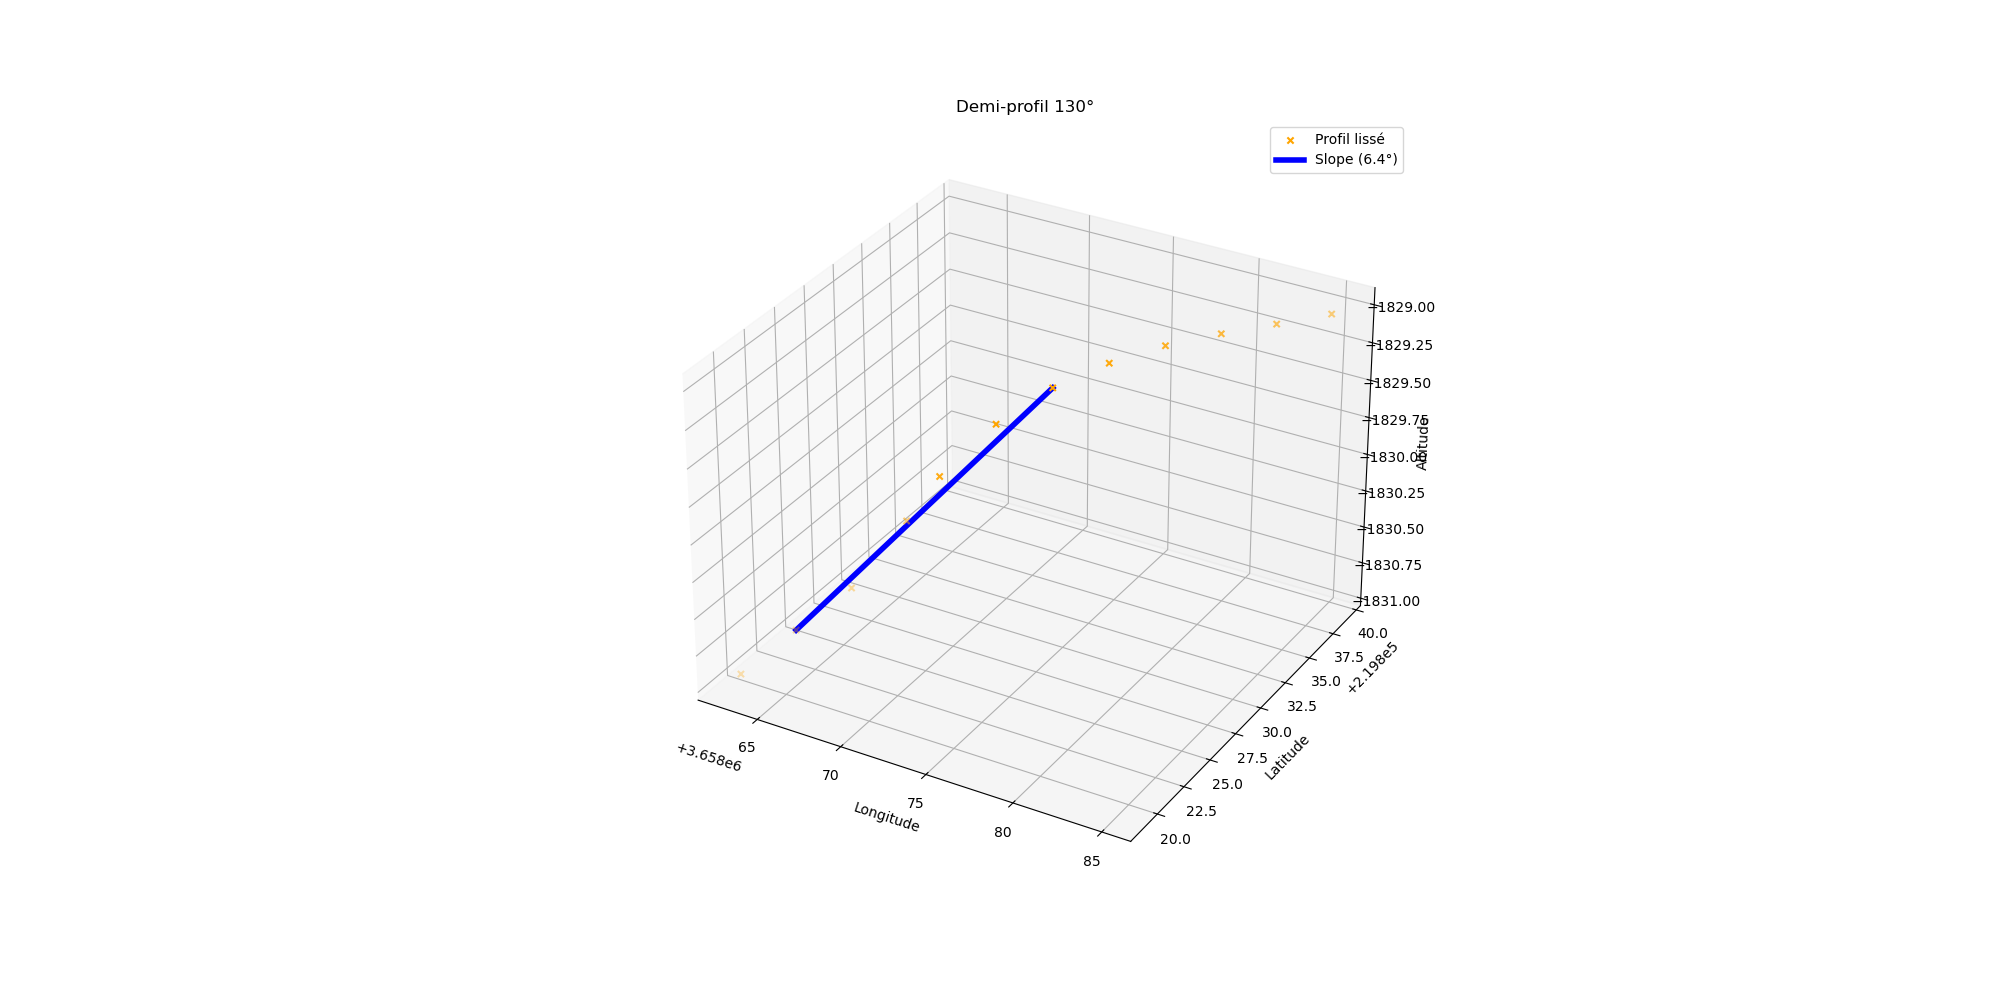 Demi-profil 130°
Profil lissé
Slope (6.4°)
−1829.00
−1829.25
−1829.50
−1829.75
−1830.00
−1830.25
−1830.50
−1830.75
−1831.00
Altitude
40.0
37.5
35.0
32.5
30.0
27.5
25.0
22.5
20.0
+2.198e5
Latitude
65
70
75
80
85
+3.658e6
Longitude